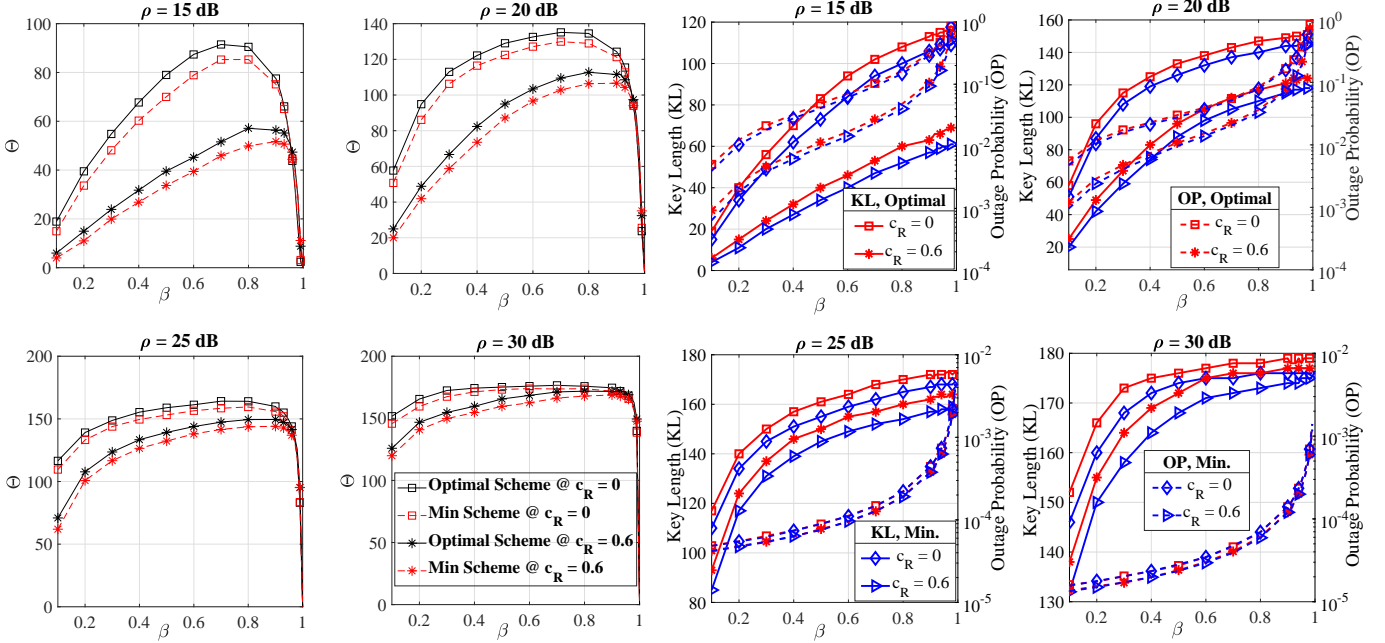 ρ = 15 dB
Θ
100
80
60
40
20
0
0.2 0.4 0.6 0.8 1
β
ρ = 20 dB
140
120
100
80
60
40
20
0
0.2 0.4 0.6 0.8 1
β
ρ = 15 dB
Key Length (KL)
120
100
80
60
40
20
0
0.2 0.4 0.6 0.8 1
β
10^0
10^-1
10^-2
10^-3
10^-4
Outage Probability (OP)
KL, Optimal
c_R = 0
c_R = 0.6
ρ = 20 dB
Key Length (KL)
160
140
120
100
80
60
40
20
0.2 0.4 0.6 0.8 1
β
10^0
10^-1
10^-2
10^-3
10^-4
Outage Probability (OP)
OP, Optimal
c_R = 0
c_R = 0.6
ρ = 25 dB
Θ
200
150
100
50
0
0.2 0.4 0.6 0.8 1
β
ρ = 30 dB
200
150
100
50
0
0.2 0.4 0.6 0.8 1
β
Optimal Scheme @ c_R = 0
Min Scheme @ c_R = 0
Optimal Scheme @ c_R = 0.6
Min Scheme @ c_R = 0.6
ρ = 25 dB
Key Length (KL)
180
160
140
120
100
80
0.2 0.4 0.6 0.8 1
β
10^-2
10^-3
10^-4
10^-5
Outage Probability (OP)
KL, Min.
c_R = 0
c_R = 0.6
ρ = 30 dB
Key Length (KL)
180
170
160
150
140
130
0.2 0.4 0.6 0.8 1
β
10^-2
10^-3
10^-4
10^-5
Outage Probability (OP)
OP, Min.
c_R = 0
c_R = 0.6